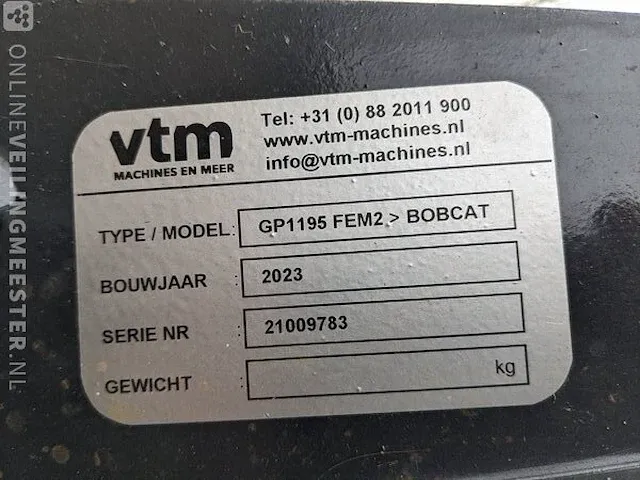 ONLINEVEILINGMEESTER.NL
vtm
MACHINES EN MEER
Tel: +31 (0) 88 2011 900
www.vtm-machines.nl
info@vtm-machines.nl
TYPE / MODEL: GP1195 FEM2 > BOBCAT
BOUWJAAR : 2023
SERIE NR : 21009783
GEWICHT : kg